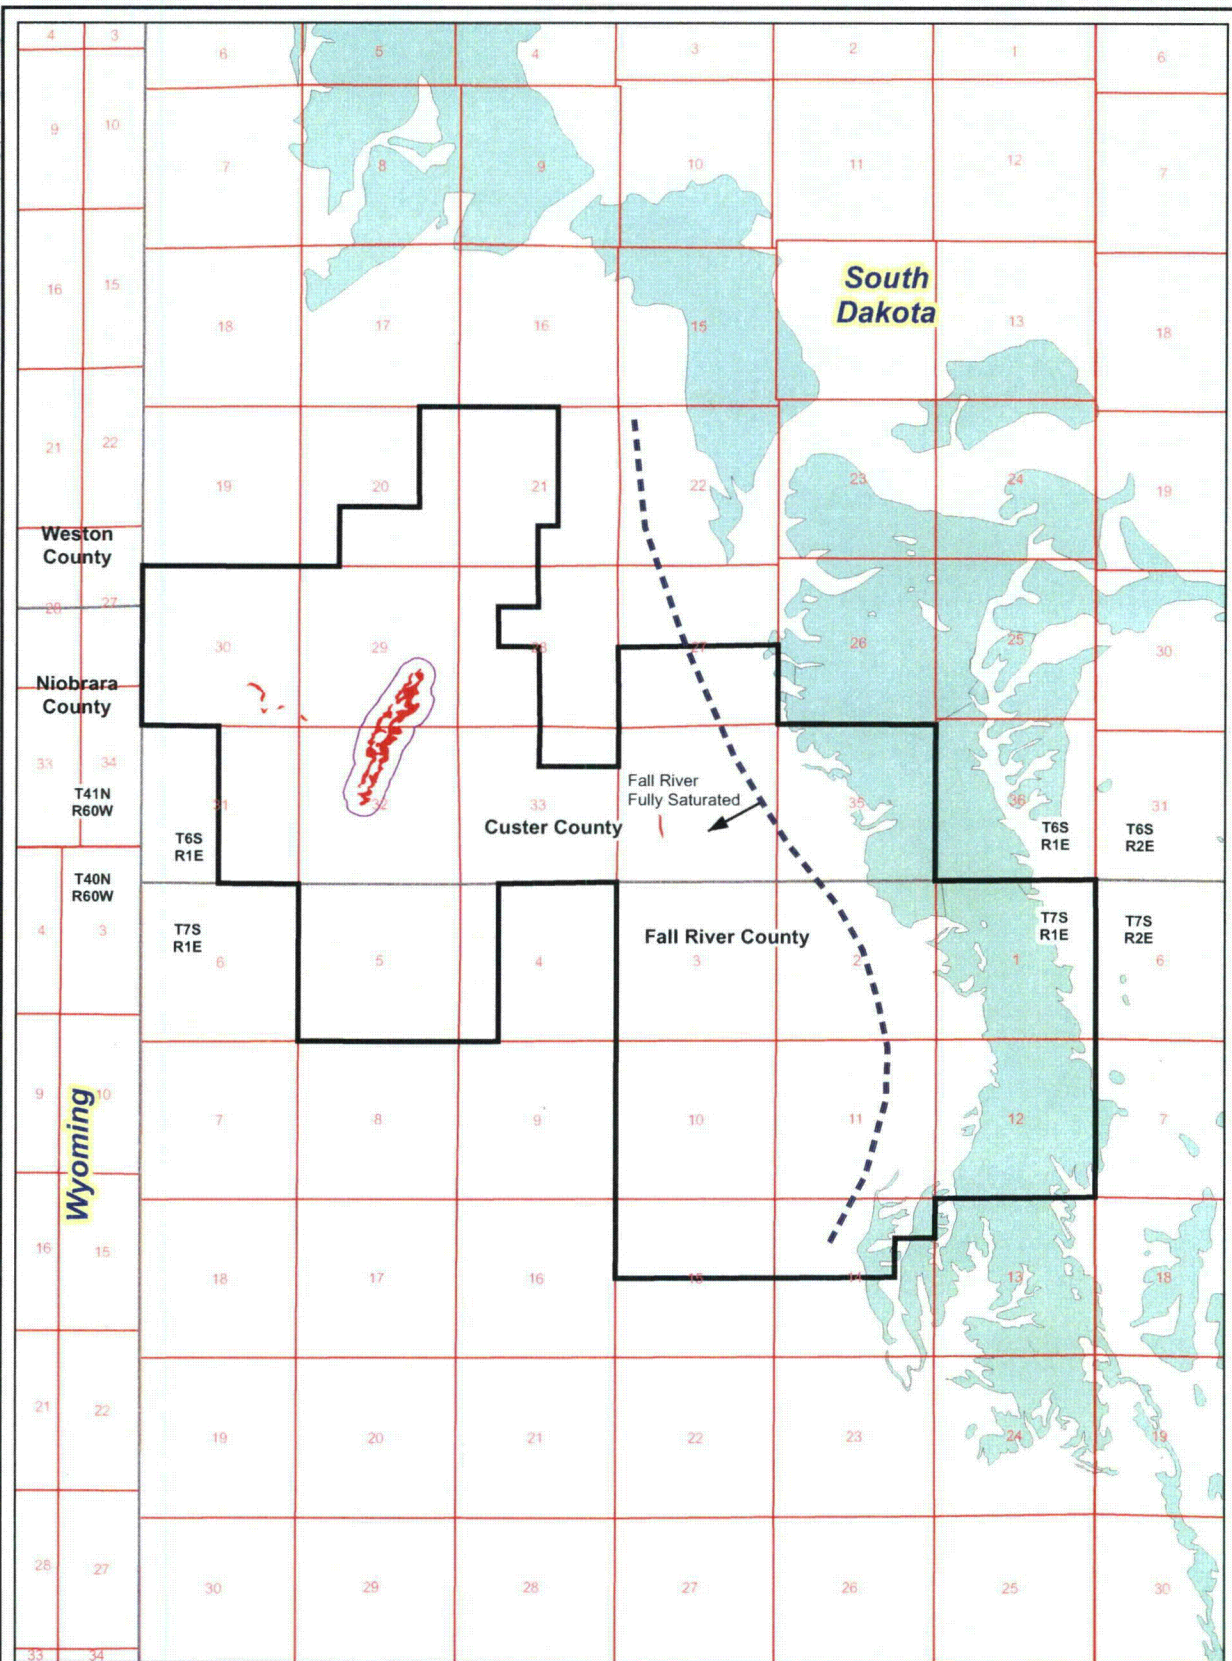 4 3 6 5 4 3 2 1 6
9 10 7 8 9 10 11 12 7
South
Dakota
16 15 18 17 16 15 13 18
21 22 19 20 21 22 23 24 19
Weston
County
28 27
30 29 28 27 26 25 30
Niobrara
County
33 34
T41N
R60W
31 32 33 35 36 31
Fall River
Fully Saturated
Custer County
T6S
R1E
T6S
R1E
T6S
R2E
T40N
R60W
T7S
R1E
T7S
R1E
T7S
R2E
Fall River County
4 3 6 5 4 3 2 1 6
Wyoming
9 10 7 8 9 10 11 12 7
16 15 18 17 16 15 14 13 18
21 22 19 20 21 22 23 24 19
28 27 30 29 28 27 26 25 30
33 34